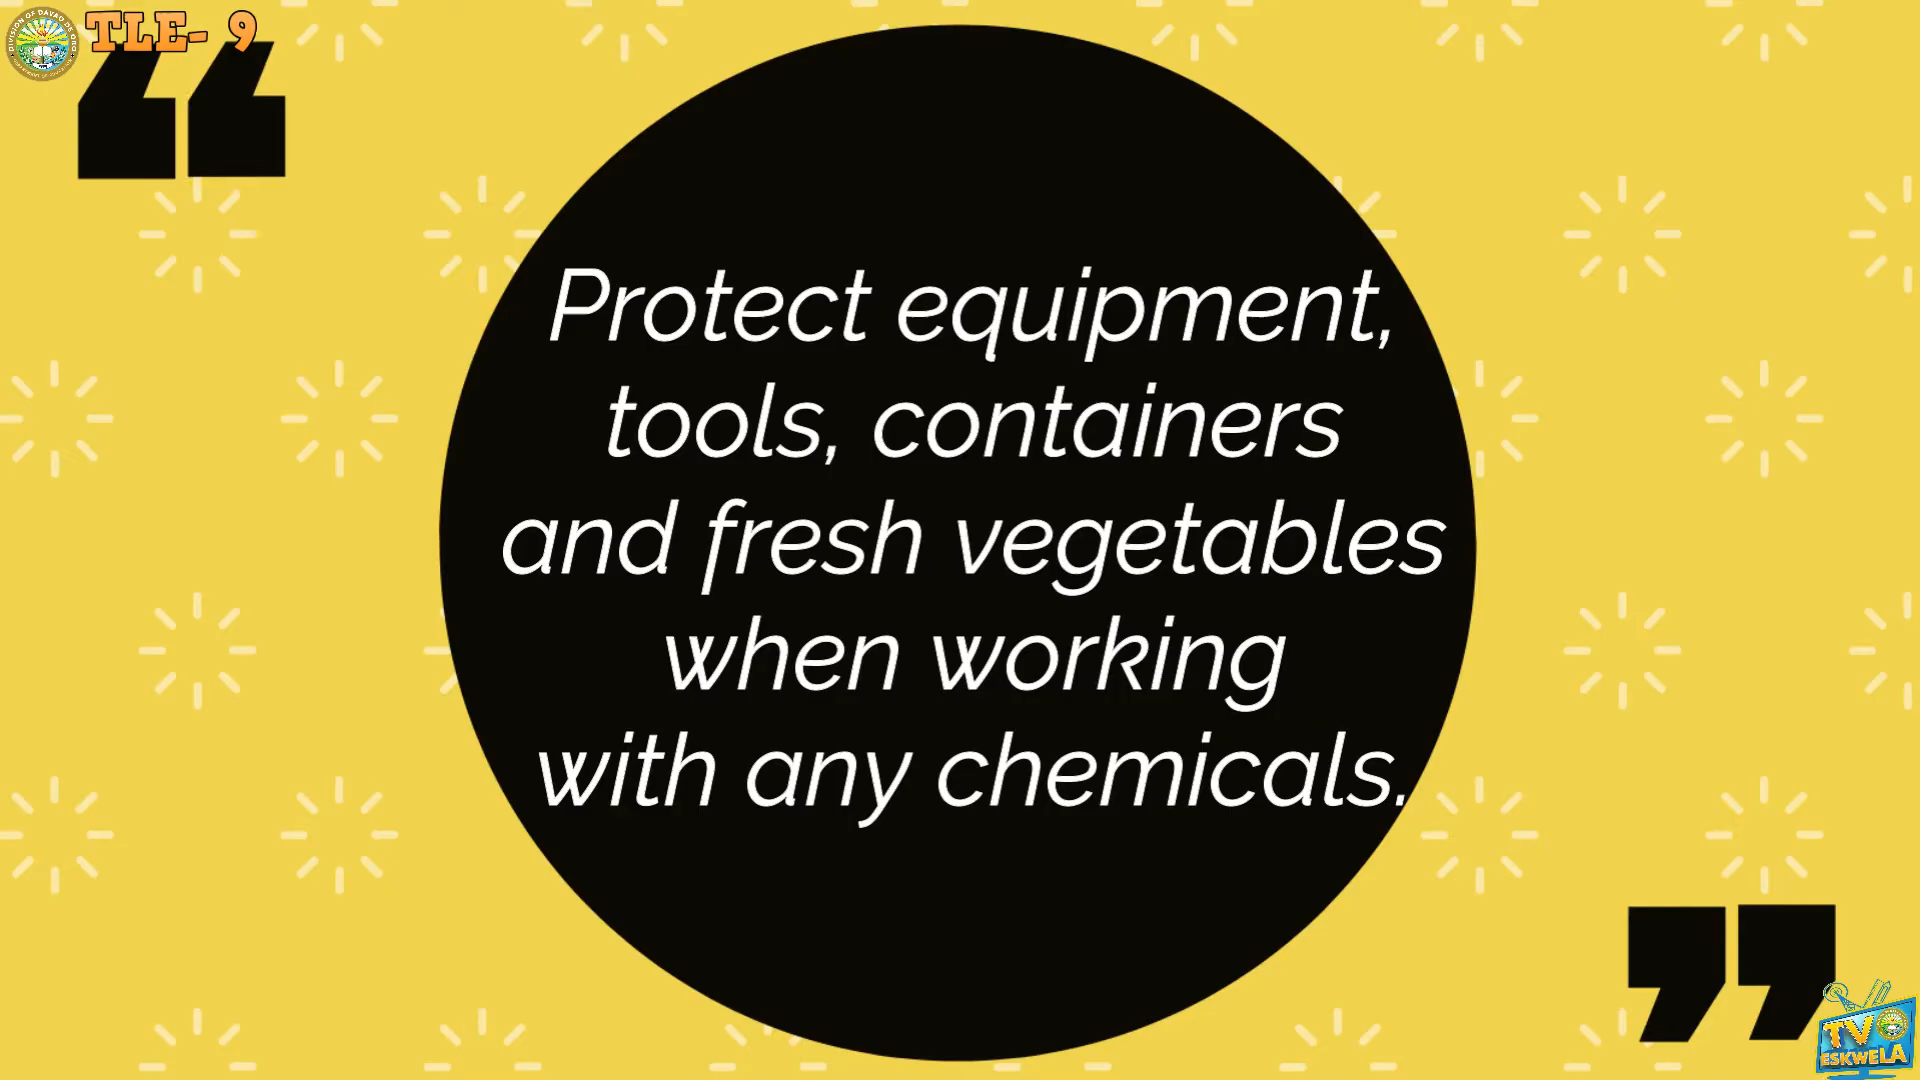 TLE- 9
Protect equipment,
tools, containers
and fresh vegetables
when working
with any chemicals.
TV
ESKWELA